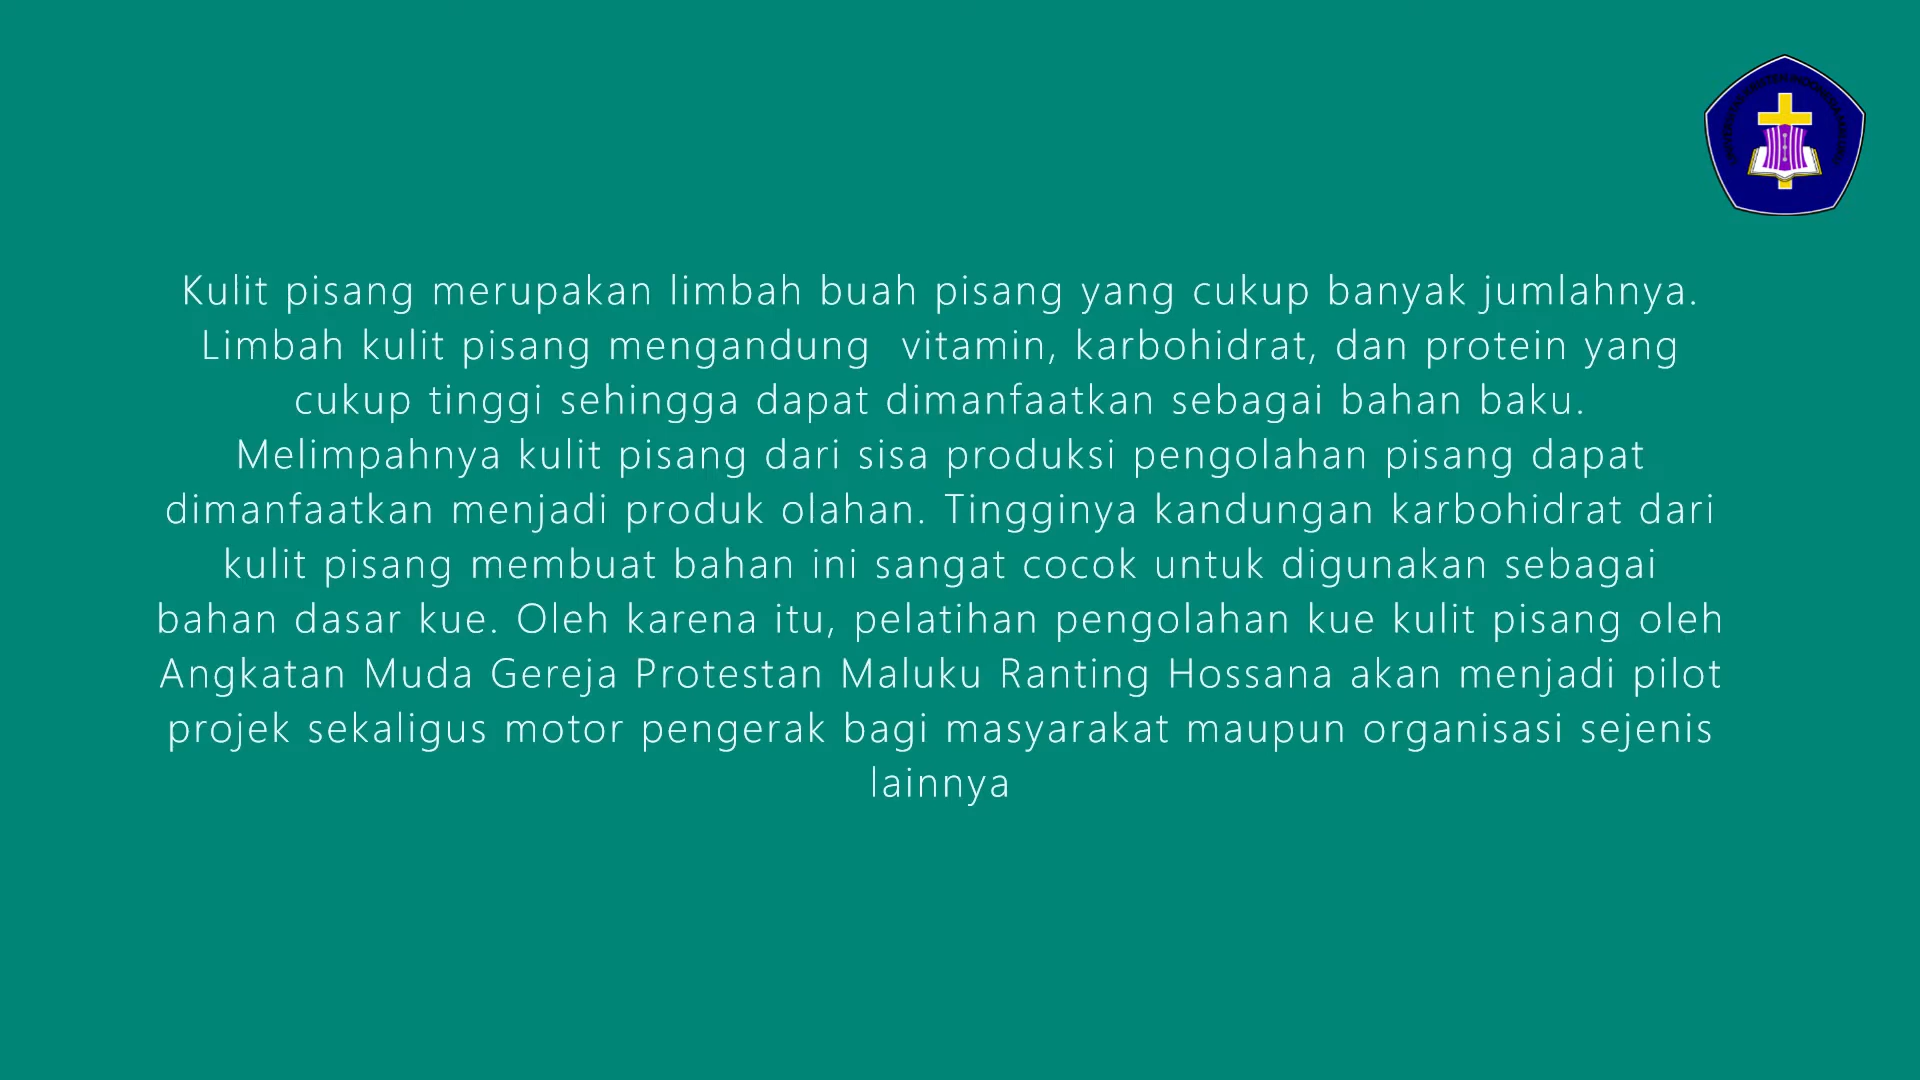 Kulit pisang merupakan limbah buah pisang yang cukup banyak jumlahnya.
Limbah kulit pisang mengandung  vitamin, karbohidrat, dan protein yang
cukup tinggi sehingga dapat dimanfaatkan sebagai bahan baku.
Melimpahnya kulit pisang dari sisa produksi pengolahan pisang dapat
dimanfaatkan menjadi produk olahan. Tingginya kandungan karbohidrat dari
kulit pisang membuat bahan ini sangat cocok untuk digunakan sebagai
bahan dasar kue. Oleh karena itu, pelatihan pengolahan kue kulit pisang oleh
Angkatan Muda Gereja Protestan Maluku Ranting Hossana akan menjadi pilot
projek sekaligus motor pengerak bagi masyarakat maupun organisasi sejenis
lainnya